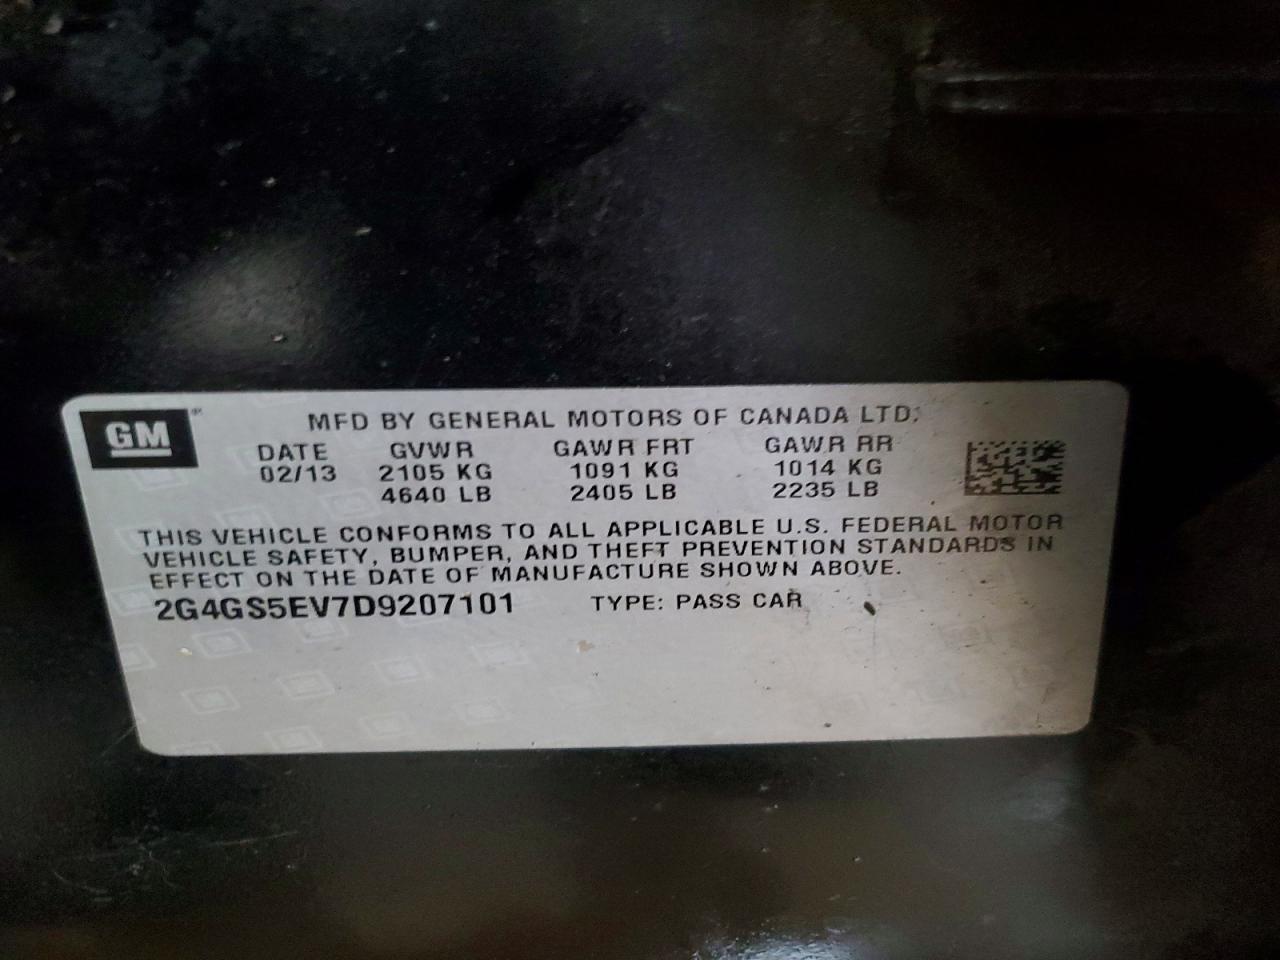 GM®
MFD BY GENERAL MOTORS OF CANADA LTD.
DATE GVWR GAWR FRT GAWR RR
02/13 2105 KG 1091 KG 1014 KG
4640 LB 2405 LB 2235 LB
THIS VEHICLE CONFORMS TO ALL APPLICABLE U.S. FEDERAL MOTOR
VEHICLE SAFETY, BUMPER, AND THEFT PREVENTION STANDARDS IN
EFFECT ON THE DATE OF MANUFACTURE SHOWN ABOVE.
2G4GS5EV7D9207101 TYPE: PASS CAR